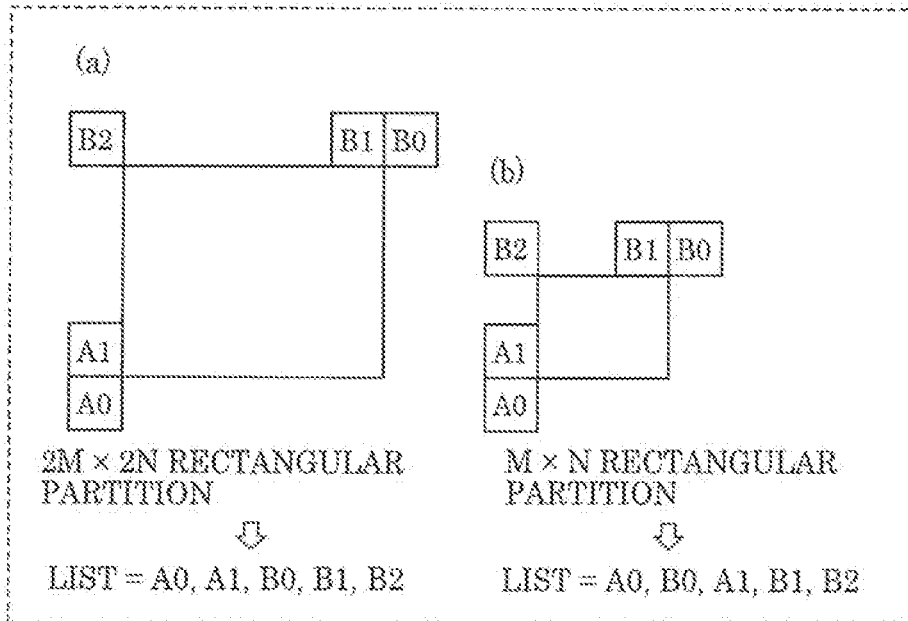 (a)
B2 B1 B0
A1
A0
2M × 2N RECTANGULAR
PARTITION
LIST = A0, A1, B0, B1, B2
(b)
B2 B1 B0
A1
A0
M × N RECTANGULAR
PARTITION
LIST = A0, B0, A1, B1, B2